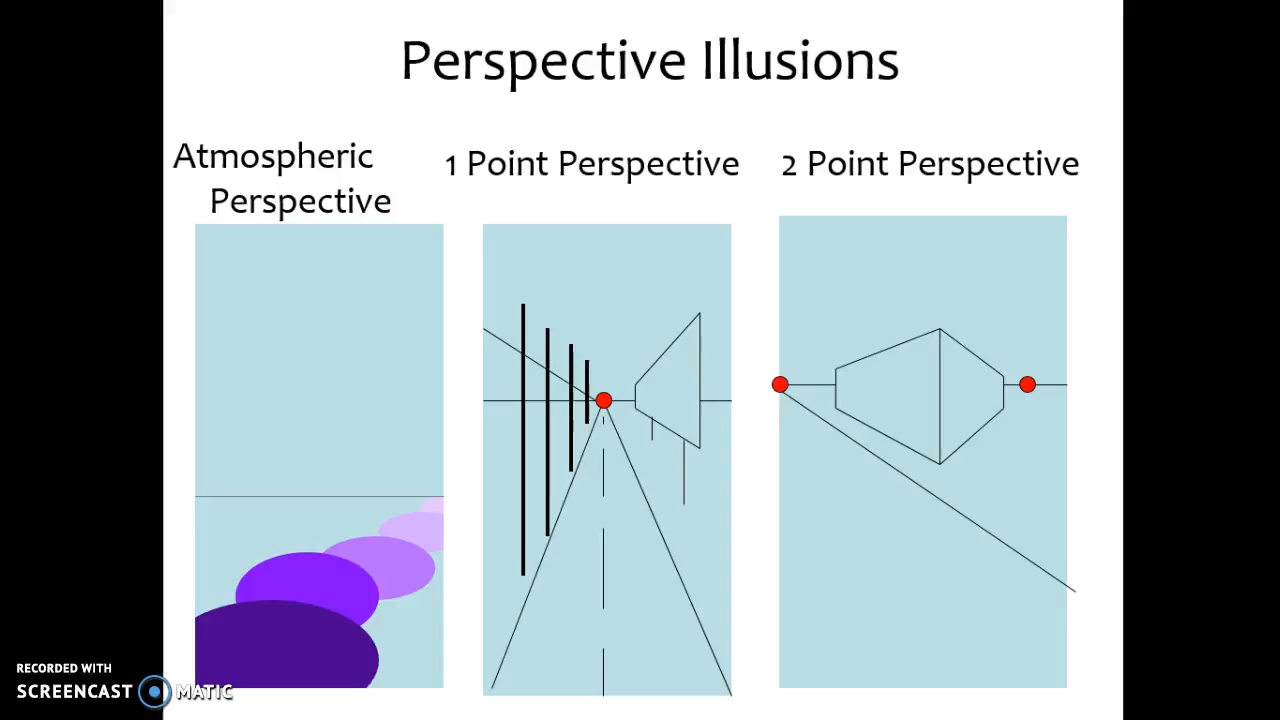 Perspective Illusions
Atmospheric
Perspective
1 Point Perspective
2 Point Perspective
RECORDED WITH
SCREENCAST MATIC